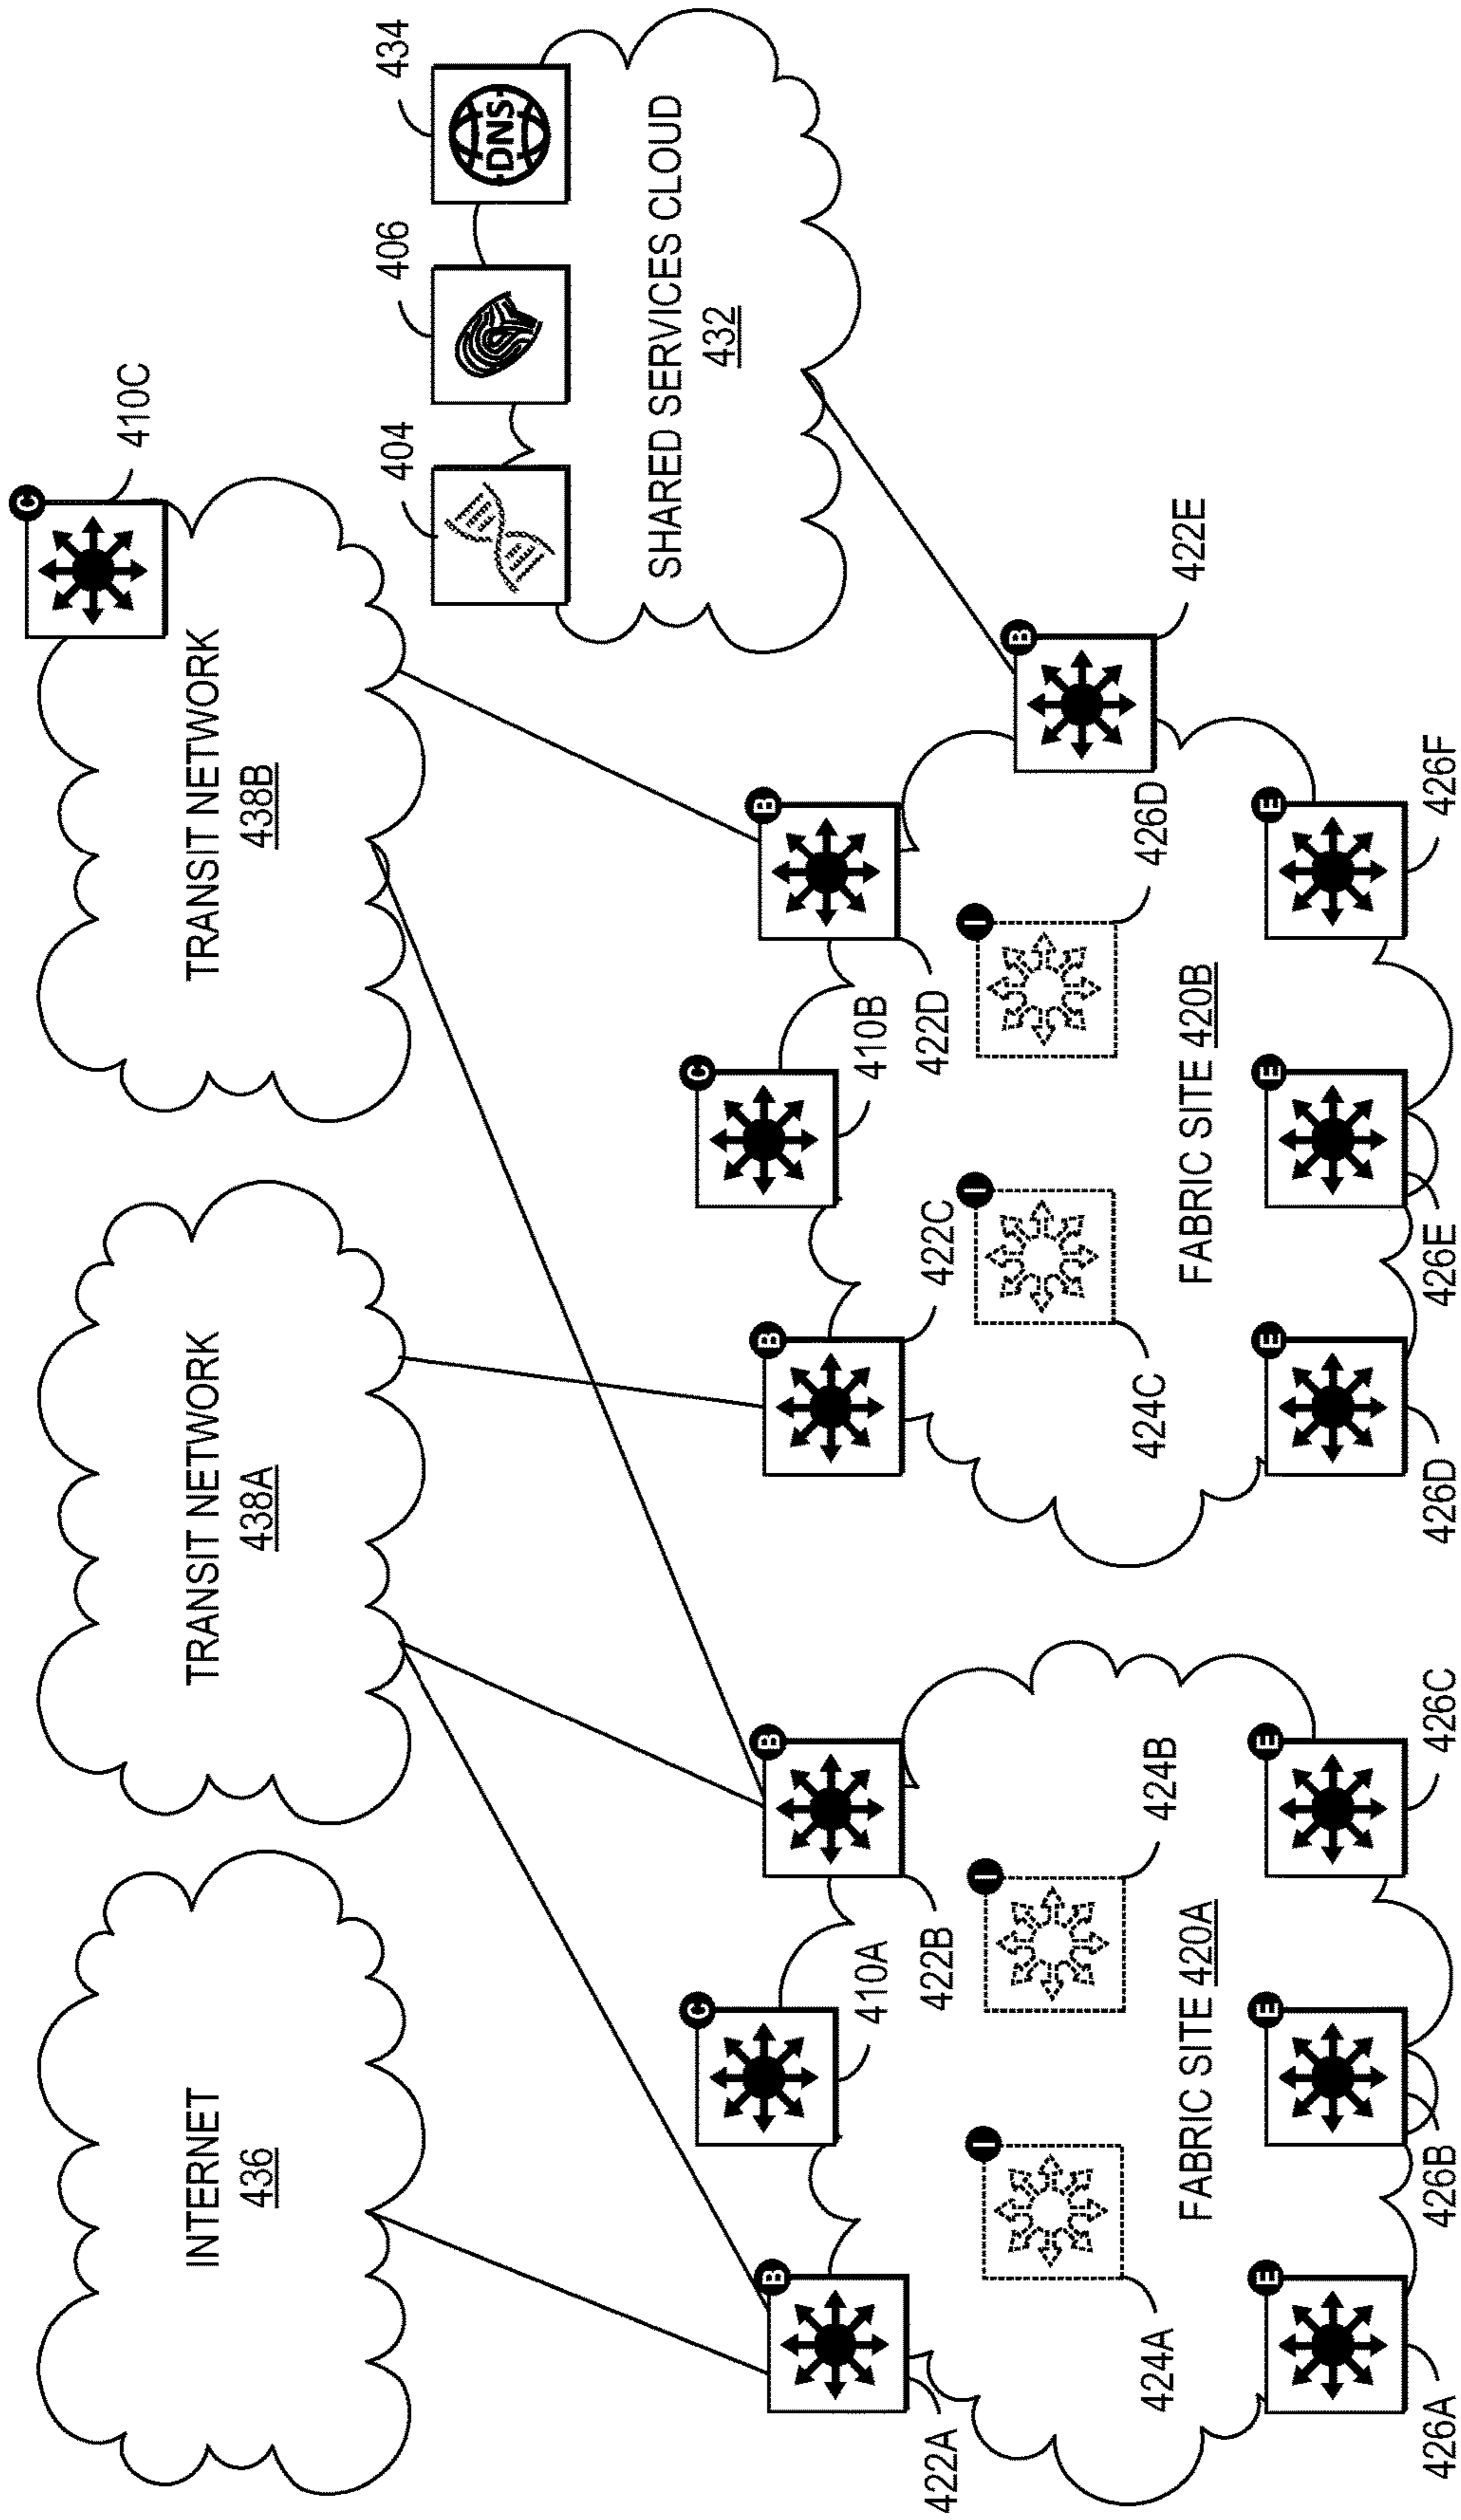 INTERNET
436
TRANSIT NETWORK
438A
TRANSIT NETWORK
438B
C
410C
404
406
434
DNS
SHARED SERVICES CLOUD
432
B
422A
C
410A
B
422B
I
424A
I
424B
FABRIC SITE 420A
E
426A
E
426B
E
426C
B
422C
C
410B
B
422D
B
422E
I
424C
I
426D
FABRIC SITE 420B
E
426D
E
426E
E
426F